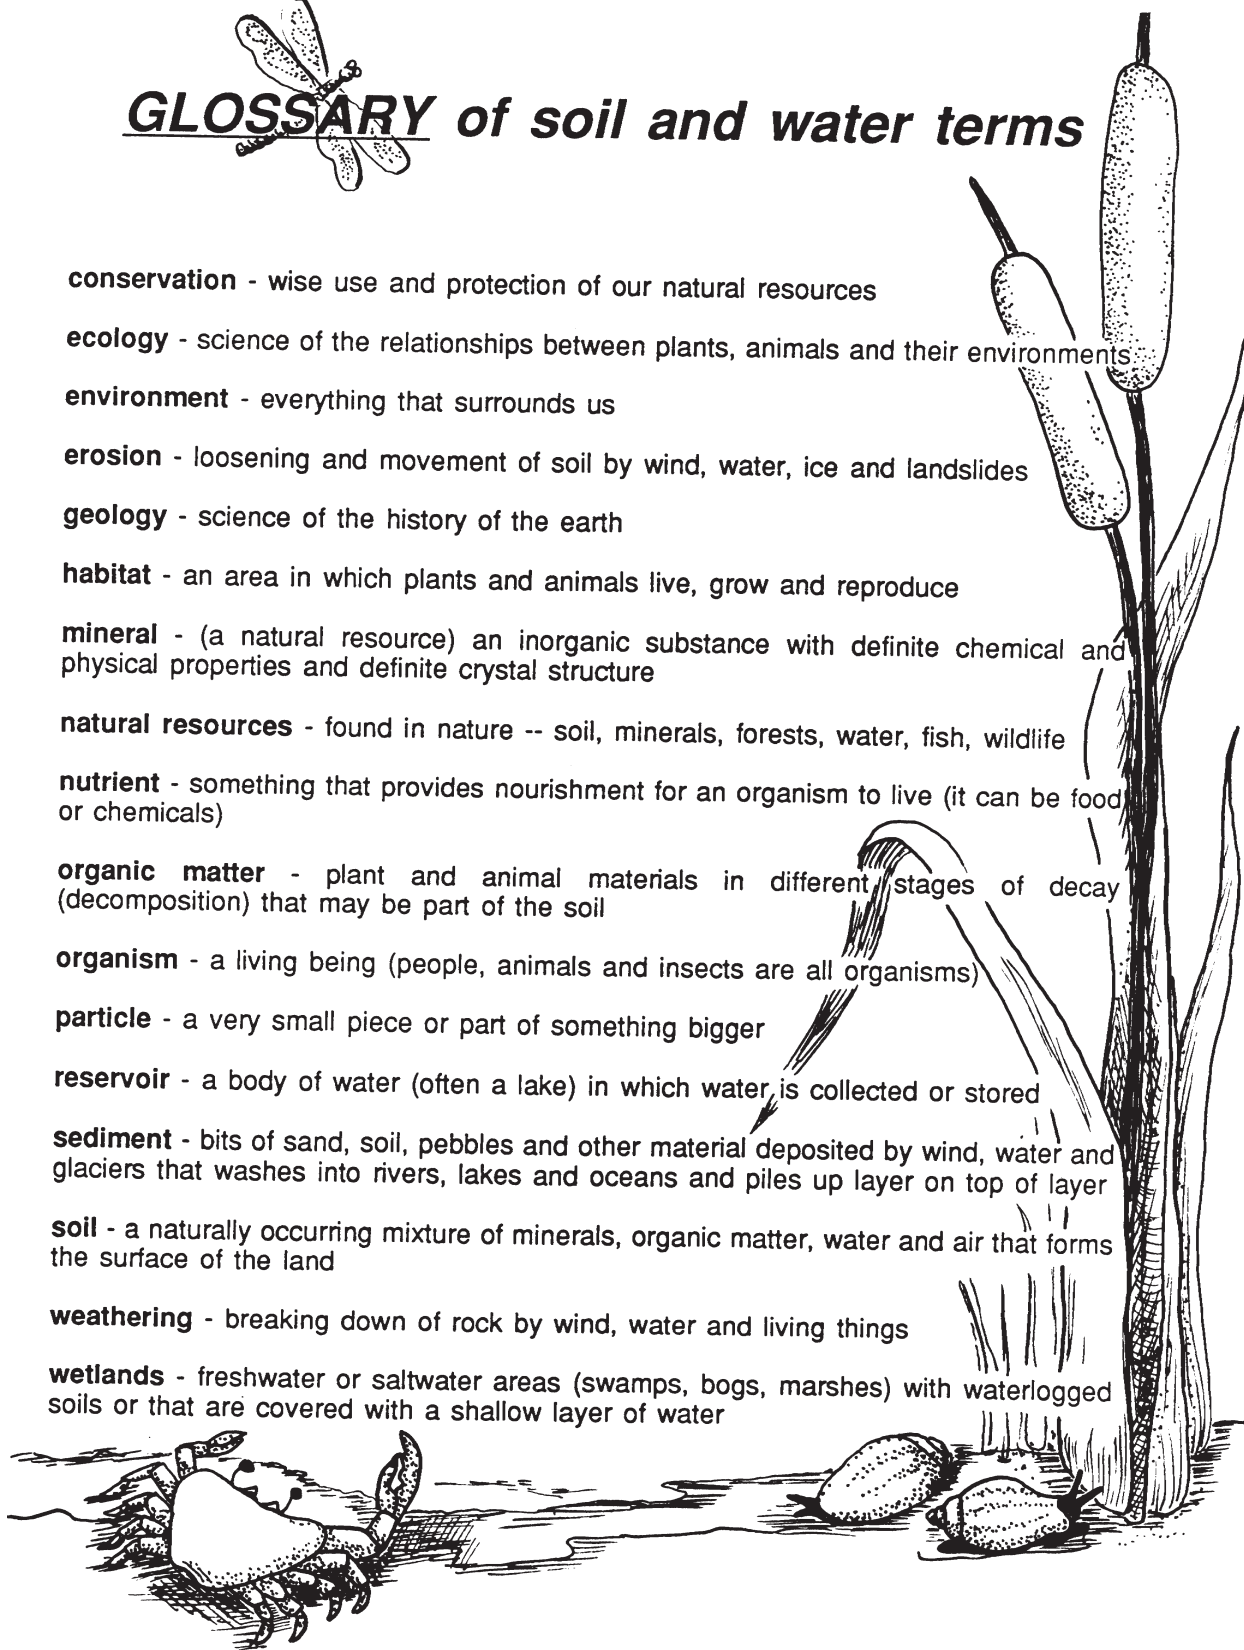 GLOSSARY of soil and water terms
conservation - wise use and protection of our natural resources
ecology - science of the relationships between plants, animals and their environments
environment - everything that surrounds us
erosion - loosening and movement of soil by wind, water, ice and landslides
geology - science of the history of the earth
habitat - an area in which plants and animals live, grow and reproduce
mineral - (a natural resource) an inorganic substance with definite chemical and
physical properties and definite crystal structure
natural resources - found in nature -- soil, minerals, forests, water, fish, wildlife
nutrient - something that provides nourishment for an organism to live (it can be food
or chemicals)
organic matter - plant and animal materials in different stages of decay
(decomposition) that may be part of the soil
organism - a living being (people, animals and insects are all organisms)
particle - a very small piece or part of something bigger
reservoir - a body of water (often a lake) in which water is collected or stored
sediment - bits of sand, soil, pebbles and other material deposited by wind, water and
glaciers that washes into rivers, lakes and oceans and piles up layer on top of layer
soil - a naturally occurring mixture of minerals, organic matter, water and air that forms
the surface of the land
weathering - breaking down of rock by wind, water and living things
wetlands - freshwater or saltwater areas (swamps, bogs, marshes) with waterlogged
soils or that are covered with a shallow layer of water